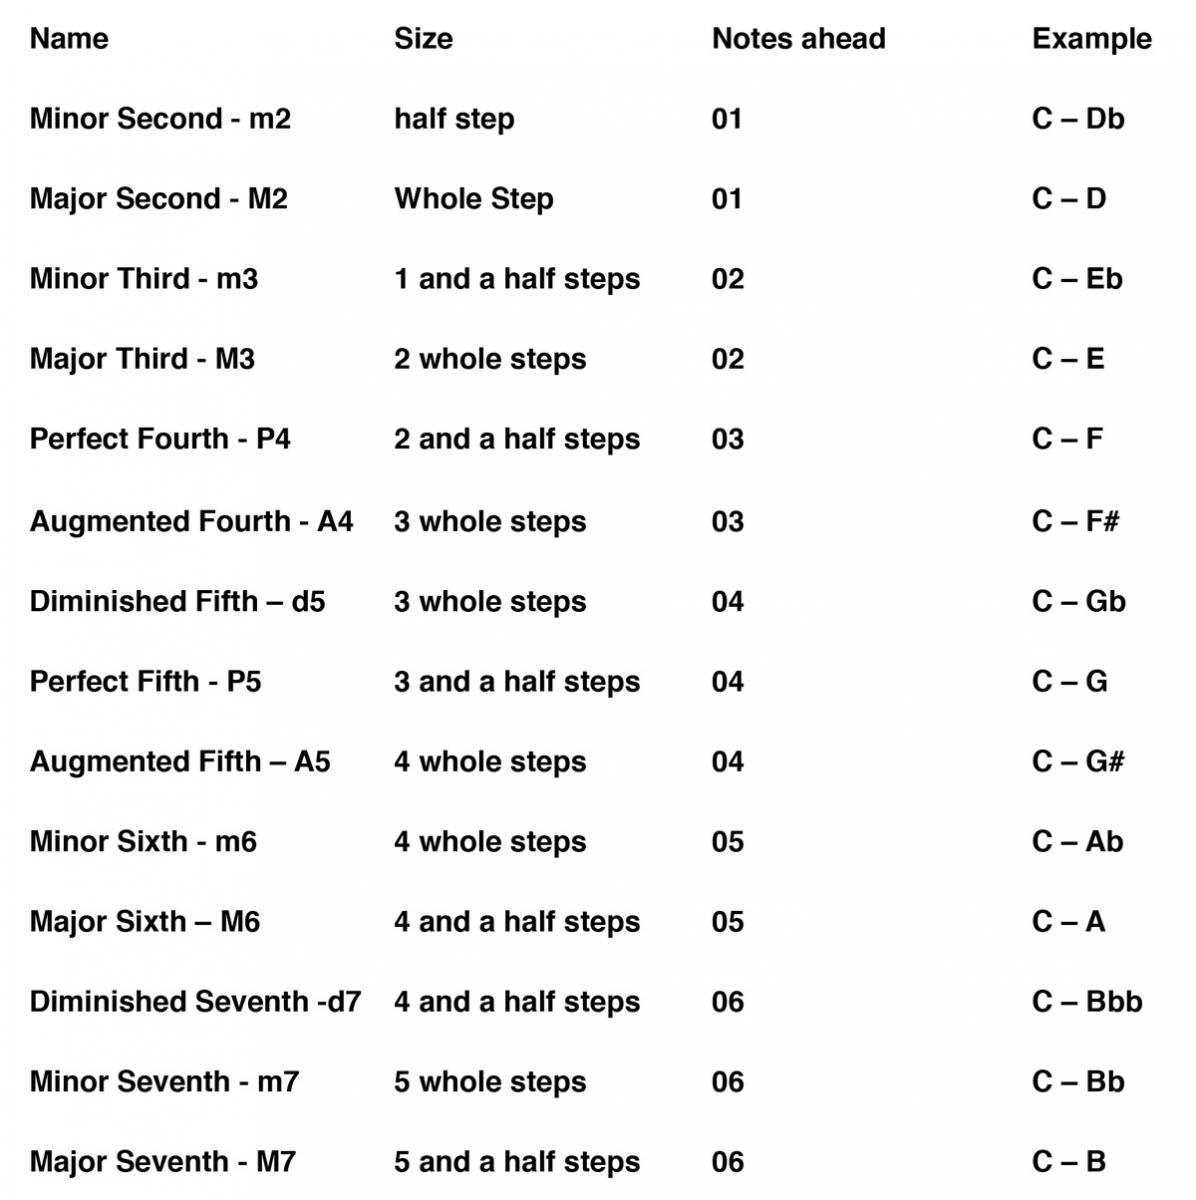 Name Size Notes ahead Example
Minor Second - m2 half step 01 C – Db
Major Second - M2 Whole Step 01 C – D
Minor Third - m3 1 and a half steps 02 C – Eb
Major Third - M3 2 whole steps 02 C – E
Perfect Fourth - P4 2 and a half steps 03 C – F
Augmented Fourth - A4 3 whole steps 03 C – F#
Diminished Fifth – d5 3 whole steps 04 C – Gb
Perfect Fifth - P5 3 and a half steps 04 C – G
Augmented Fifth – A5 4 whole steps 04 C – G#
Minor Sixth - m6 4 whole steps 05 C – Ab
Major Sixth – M6 4 and a half steps 05 C – A
Diminished Seventh -d7 4 and a half steps 06 C – Bbb
Minor Seventh - m7 5 whole steps 06 C – Bb
Major Seventh - M7 5 and a half steps 06 C – B